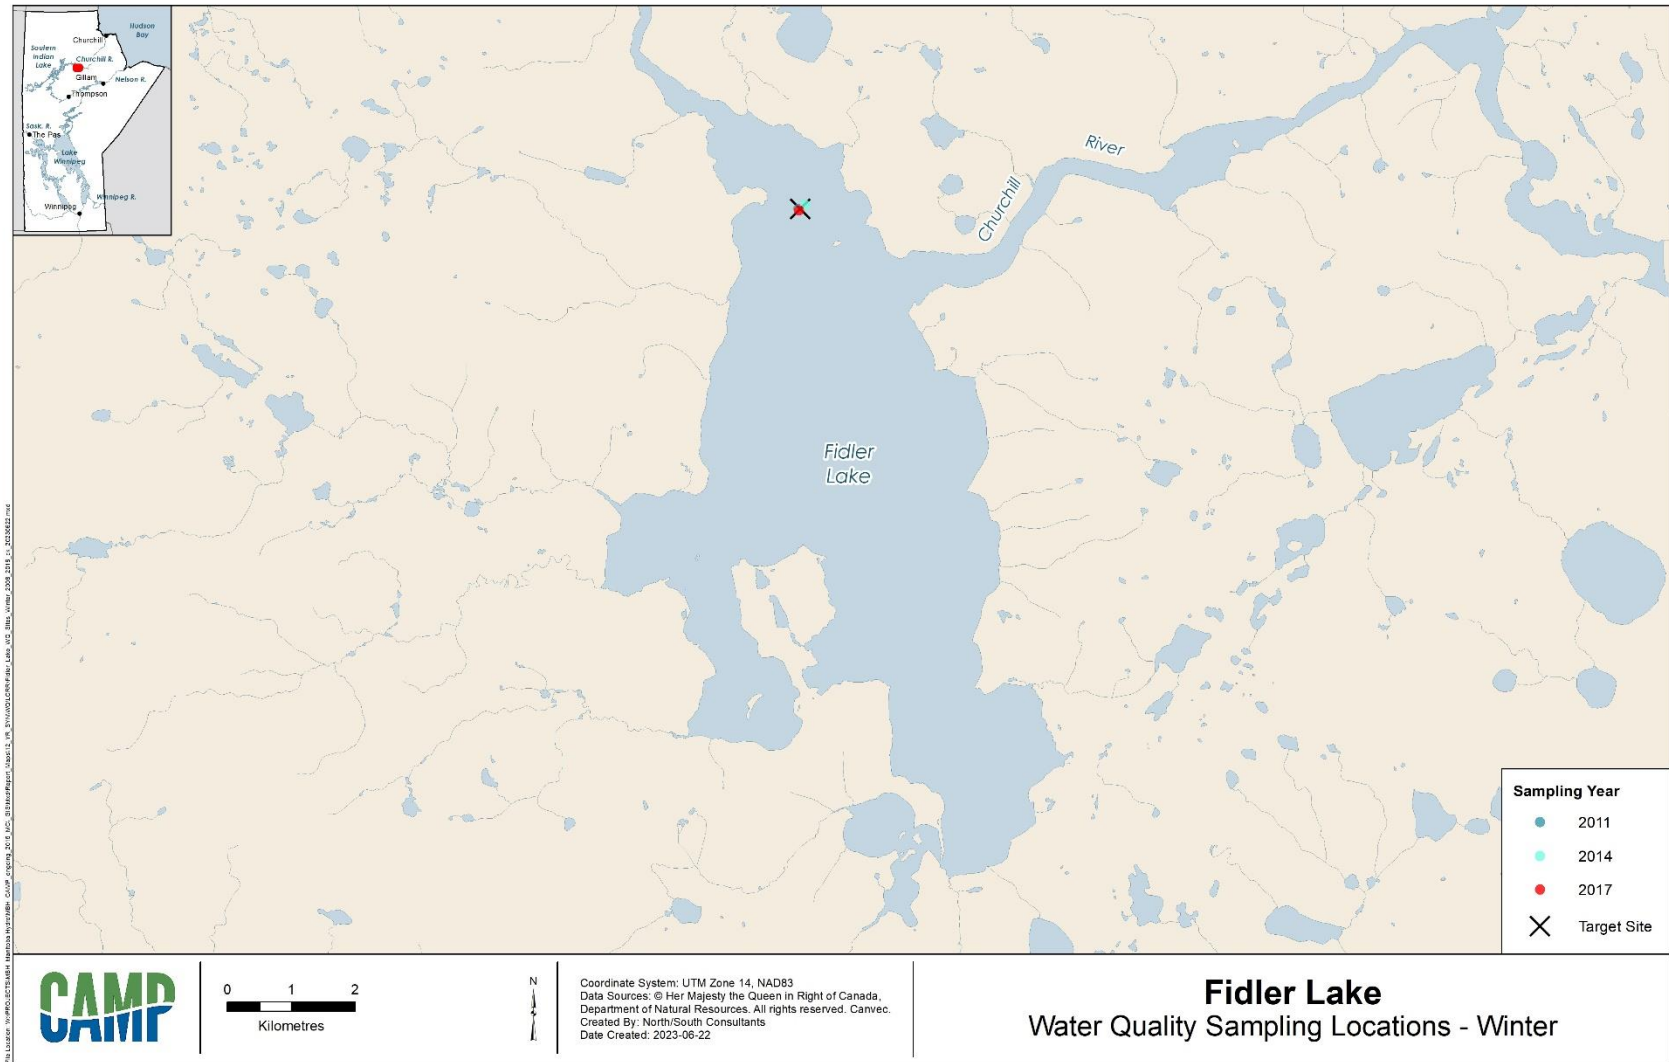 Hudson
Bay
Churchill
Southern
Indian
Lake
Churchill R.
Gillam
Nelson R.
Thompson
Sask. R.
The Pas
Lake
Winnipeg
Winnipeg R.
Winnipeg
River
Churchill
Fidler
Lake
Sampling Year
2011
2014
2017
Target Site
CAMP
0 1 2
Kilometres
N
Coordinate System: UTM Zone 14, NAD83
Data Sources: © Her Majesty the Queen in Right of Canada,
Department of Natural Resources. All rights reserved. Canvec.
Created By: North/South Consultants
Date Created: 2023-06-22
Fidler Lake
Water Quality Sampling Locations - Winter